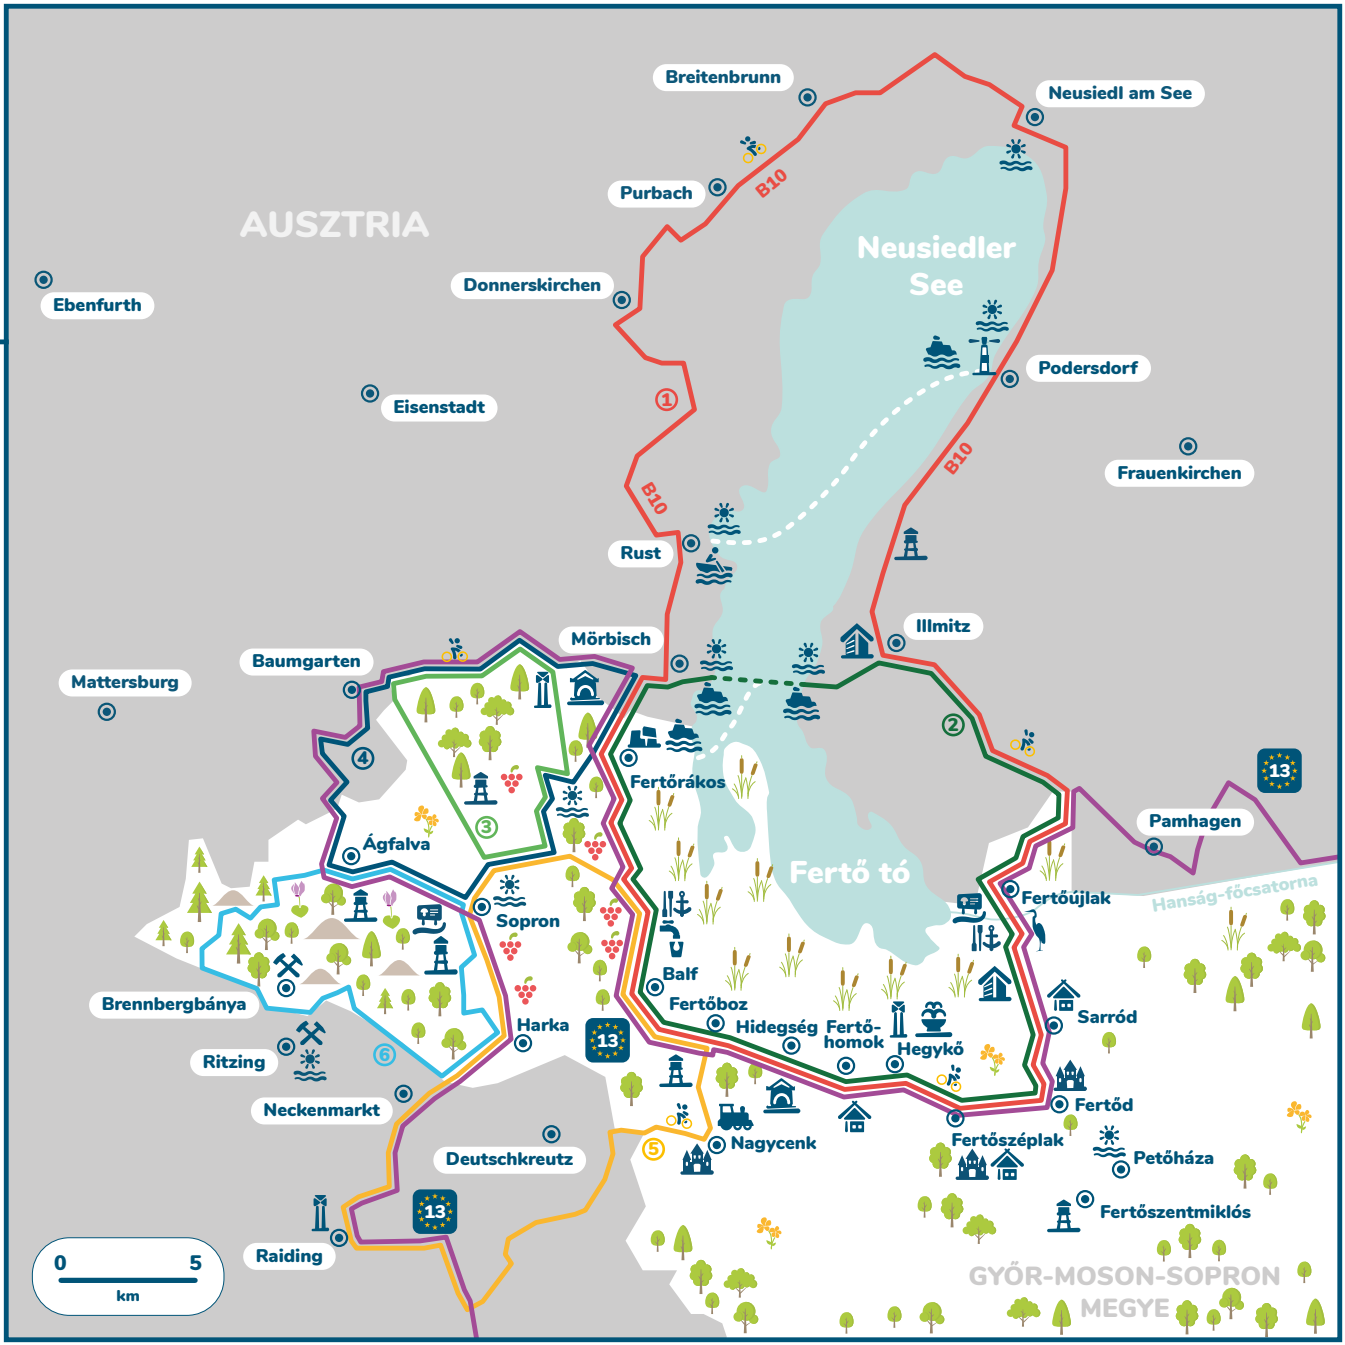 Breitenbrunn
Neusiedl am See
B10
Purbach
AUSZTRIA
Neusiedler
See
Donnerskirchen
Ebenfurth
Podersdorf
1
Eisenstadt
B10
Frauenkirchen
B10
Rust
Illmitz
Mörbisch
Baumgarten
Mattersburg
2
4
13
Fertőrákos
Pamhagen
3
Ágfalva
Fertő tó
Hanság-főcsatorna
Fertőújlak
Sopron
Balf
Brennbergbánya
Fertőboz
Sarród
Harka
Hidegség
Fertő-
homok
13
Hegykő
6
Ritzing
Neckenmarkt
Fertőd
Nagycenk
Fertőszéplak
5
Deutschkreutz
Petőháza
13
Fertőszentmiklós
Raiding
0
5
km
GYŐR-MOSON-SOPRON
MEGYE